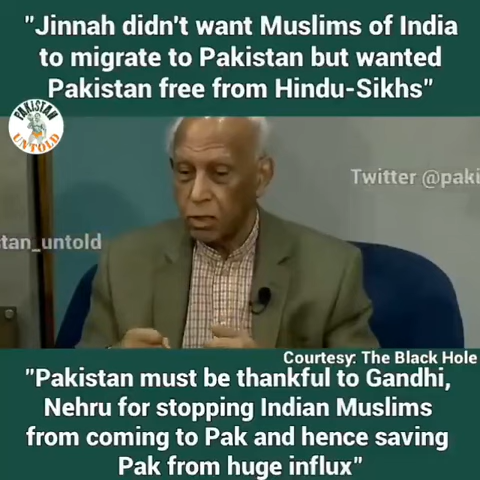 "Jinnah didn't want Muslims of India
to migrate to Pakistan but wanted
Pakistan free from Hindu-Sikhs"
PAKISTAN
UNTOLD
Twitter @paki
tan_untold
Courtesy: The Black Hole
"Pakistan must be thankful to Gandhi,
Nehru for stopping Indian Muslims
from coming to Pak and hence saving
Pak from huge influx"